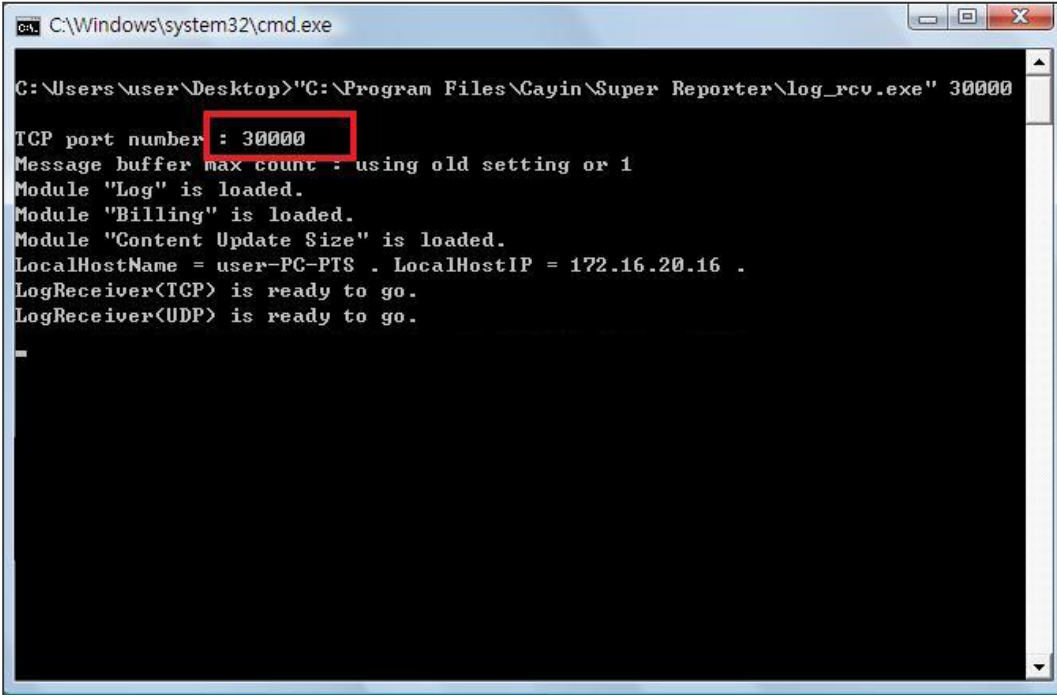 C:\Windows\system32\cmd.exe
C:\Users\user\Desktop>"C:\Program Files\Cayin\Super Reporter\log_rcv.exe" 30000
TCP port number : 30000
Message buffer max count : using old setting or 1
Module "Log" is loaded.
Module "Billing" is loaded.
Module "Content Update Size" is loaded.
LocalHostName = user-PC-PTS . LocalHostIP = 172.16.20.16 .
LogReceiver(TCP) is ready to go.
LogReceiver(UDP) is ready to go.